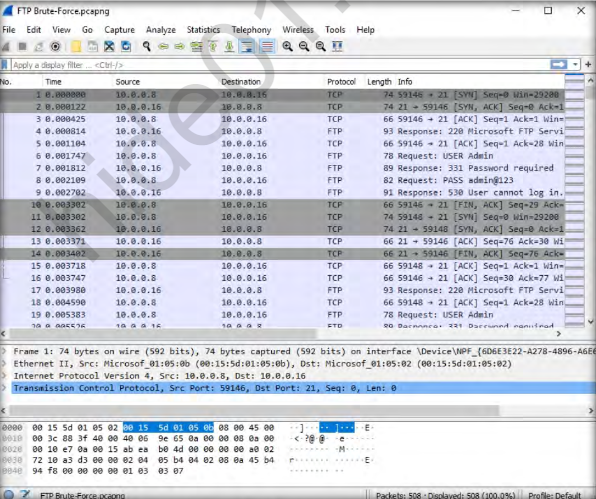 FTP Brute-Force.pcapng
File Edit View Go Capture Analyze Statistics Telephony Wireless Tools Help
Apply a display filter ... <Ctrl-/>
No. Time Source Destination Protocol Length Info
1 0.000000 10.0.0.8 10.0.0.16 TCP 74 59146 → 21 [SYN] Seq=0 Win=29200
2 0.000122 10.0.0.16 10.0.0.8 TCP 74 21 → 59146 [SYN, ACK] Seq=0 Ack=1
3 0.000425 10.0.0.8 10.0.0.16 TCP 66 59146 → 21 [ACK] Seq=1 Ack=1 Win=
4 0.000814 10.0.0.16 10.0.0.8 FTP 93 Response: 220 Microsoft FTP Servi
5 0.001104 10.0.0.8 10.0.0.16 TCP 66 59146 → 21 [ACK] Seq=1 Ack=28 Win
6 0.001747 10.0.0.8 10.0.0.16 FTP 78 Request: USER Admin
7 0.001812 10.0.0.16 10.0.0.8 FTP 89 Response: 331 Password required
8 0.002109 10.0.0.8 10.0.0.16 FTP 82 Request: PASS admin@123
9 0.002702 10.0.0.16 10.0.0.8 FTP 91 Response: 530 User cannot log in.
10 0.003302 10.0.0.8 10.0.0.16 TCP 66 59146 → 21 [FIN, ACK] Seq=29 Ack=
11 0.003302 10.0.0.8 10.0.0.16 TCP 74 59148 → 21 [SYN] Seq=0 Win=29200
12 0.003362 10.0.0.16 10.0.0.8 TCP 74 21 → 59148 [SYN, ACK] Seq=0 Ack=1
13 0.003371 10.0.0.16 10.0.0.8 TCP 66 21 → 59146 [ACK] Seq=76 Ack=30 Wi
14 0.003402 10.0.0.16 10.0.0.8 TCP 66 21 → 59146 [FIN, ACK] Seq=76 Ack=
15 0.003718 10.0.0.8 10.0.0.16 TCP 66 59148 → 21 [ACK] Seq=1 Ack=1 Win=
16 0.003747 10.0.0.8 10.0.0.16 TCP 66 59146 → 21 [ACK] Seq=30 Ack=77 Wi
17 0.003980 10.0.0.16 10.0.0.8 FTP 93 Response: 220 Microsoft FTP Servi
18 0.004590 10.0.0.8 10.0.0.16 TCP 66 59148 → 21 [ACK] Seq=1 Ack=28 Win
19 0.005383 10.0.0.8 10.0.0.16 FTP 78 Request: USER Admin
20 0.005526 10.0.0.16 10.0.0.8 FTP 89 Response: 331 Password required
Frame 1: 74 bytes on wire (592 bits), 74 bytes captured (592 bits) on interface \Device\NPF_{6D6E3E22-A278-4896-A6E6
Ethernet II, Src: Microsof_01:05:0b (00:15:5d:01:05:0b), Dst: Microsof_01:05:02 (00:15:5d:01:05:02)
Internet Protocol Version 4, Src: 10.0.0.8, Dst: 10.0.0.16
Transmission Control Protocol, Src Port: 59146, Dst Port: 21, Seq: 0, Len: 0
0000 00 15 5d 01 05 02 00 15 5d 01 05 0b 08 00 45 00 ··]····· ]·····E·
0010 00 3c 88 3f 40 00 40 06 9e 65 0a 00 00 08 0a 00 ·<·?@·@· ·e······
0020 00 10 e7 0a 00 15 ab ea b0 4d 00 00 00 00 a0 02 ········ ·M······
0030 72 10 a3 d3 00 00 02 04 05 b4 04 02 08 0a 45 b4 r······· ······E·
0040 94 f8 00 00 00 00 01 03 03 07 ········ ··
FTP Brute-Force.pcapng Packets: 508 · Displayed: 508 (100.0%) Profile: Default